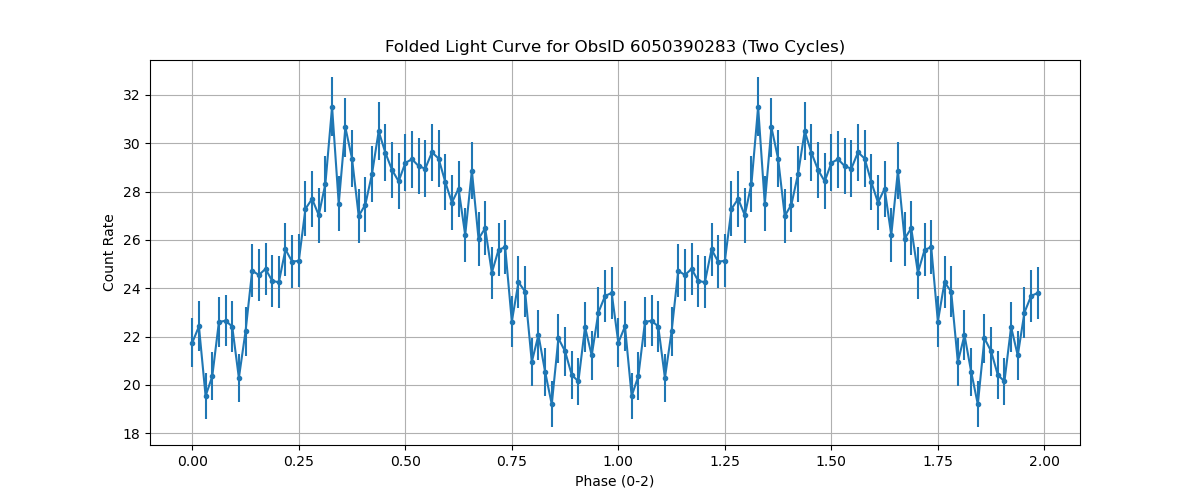 Folded Light Curve for ObsID 6050390283 (Two Cycles)
Count Rate
32
30
28
26
24
22
20
18
0.00 0.25 0.50 0.75 1.00 1.25 1.50 1.75 2.00
Phase (0-2)